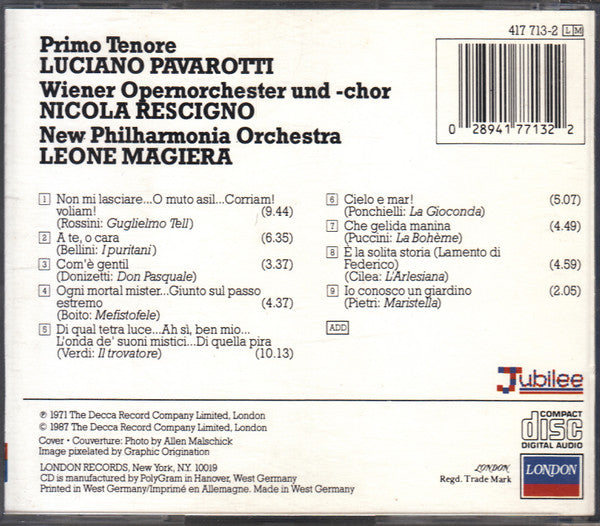 417 713-2 LM
Primo Tenore
LUCIANO PAVAROTTI
Wiener Opernorchester und -chor
NICOLA RESCIGNO
New Philharmonia Orchestra
LEONE MAGIERA
0 28941 77132 2
1 Non mi lasciare...O muto asil...Corriam!
voliam! (9.44)
(Rossini: Guglielmo Tell)
2 A te, o cara (6.35)
(Bellini: I puritani)
3 Com'è gentil (3.37)
(Donizetti: Don Pasquale)
4 Ogni mortal mister...Giunto sul passo
estremo (4.37)
(Boito: Mefistofele)
5 Di qual tetra luce...Ah sì, ben mio...
L'onda de' suoni mistici...Di quella pira
(Verdi: Il trovatore) (10.13)
6 Cielo e mar! (5.07)
(Ponchielli: La Gioconda)
7 Che gelida manina (4.49)
(Puccini: La Bohème)
8 È la solita storia (Lamento di
Federico) (4.59)
(Cilea: L'Arlesiana)
9 Io conosco un giardino (2.05)
(Pietri: Maristella)
ADD
Jubilee
℗ 1971 The Decca Record Company Limited, London
© 1987 The Decca Record Company Limited, London
Cover • Couverture: Photo by Allen Malschick
Image pixelated by Graphic Origination
LONDON RECORDS, New York, N.Y. 10019
CD is manufactured by PolyGram in Hanover, West Germany
Printed in West Germany/Imprimé en Allemagne. Made in West Germany
COMPACT
disc
DIGITAL AUDIO
LONDON
Regd. Trade Mark
LONDON